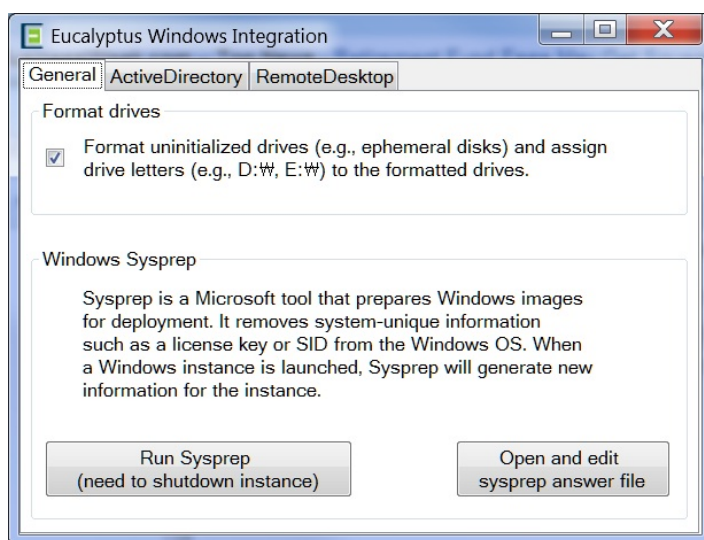 Eucalyptus Windows Integration
General ActiveDirectory RemoteDesktop
Format drives
Format uninitialized drives (e.g., ephemeral disks) and assign
drive letters (e.g., D:₩, E:₩) to the formatted drives.
Windows Sysprep
Sysprep is a Microsoft tool that prepares Windows images
for deployment. It removes system-unique information
such as a license key or SID from the Windows OS. When
a Windows instance is launched, Sysprep will generate new
information for the instance.
Run Sysprep
(need to shutdown instance)
Open and edit
sysprep answer file